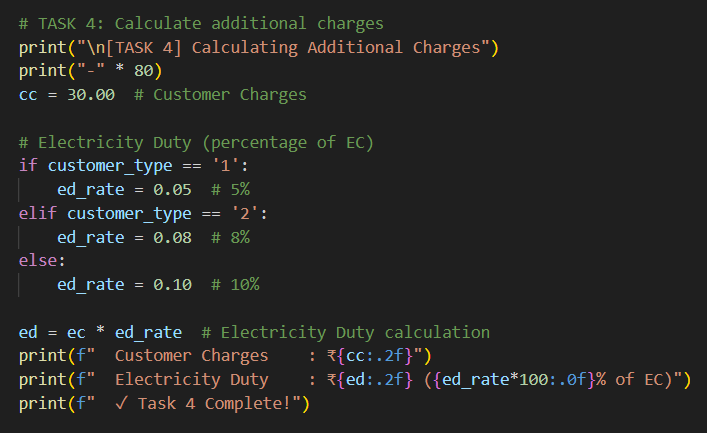 # TASK 4: Calculate additional charges
print("\n[TASK 4] Calculating Additional Charges")
print("-" * 80)
cc = 30.00  # Customer Charges

# Electricity Duty (percentage of EC)
if customer_type == '1':
    ed_rate = 0.05  # 5%
elif customer_type == '2':
    ed_rate = 0.08  # 8%
else:
    ed_rate = 0.10  # 10%

ed = ec * ed_rate  # Electricity Duty calculation
print(f"  Customer Charges    : ₹{cc:.2f}")
print(f"  Electricity Duty    : ₹{ed:.2f} ({ed_rate*100:.0f}% of EC)")
print(f"  ✓ Task 4 Complete!")